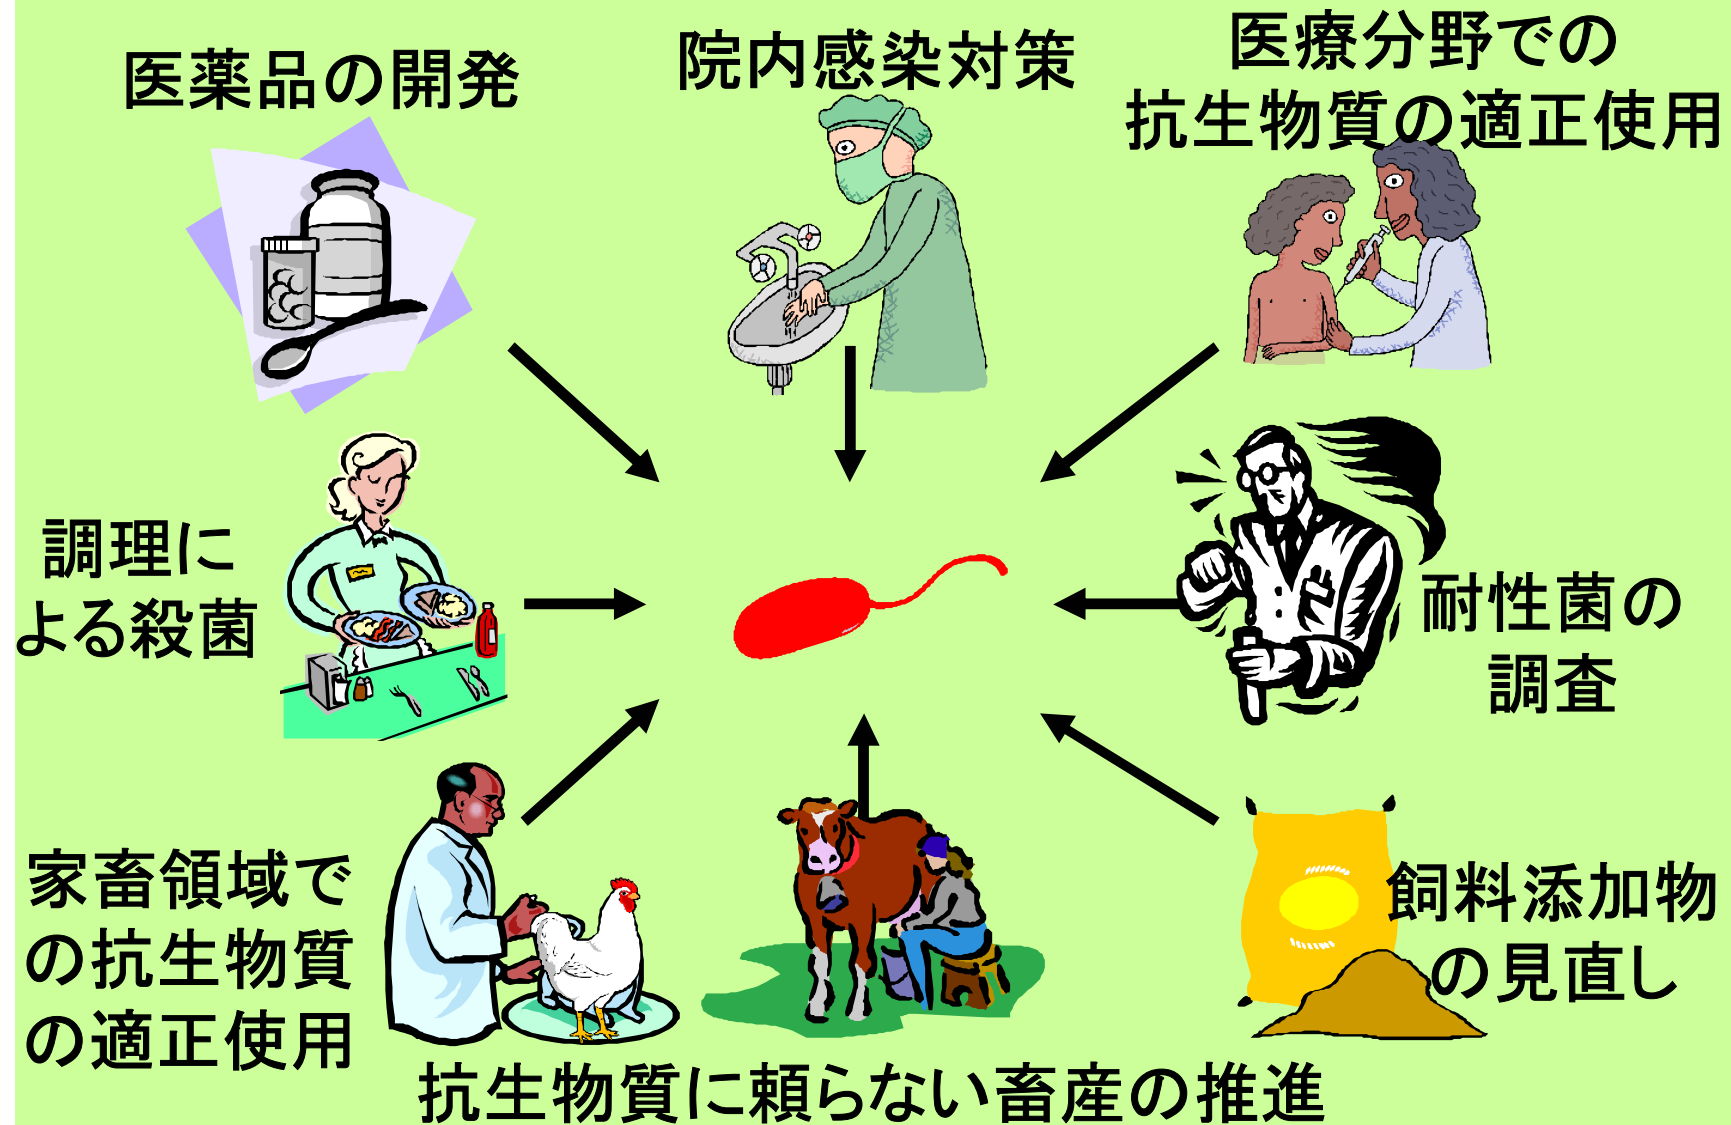 医薬品の開発
院内感染対策
医療分野での
抗生物質の適正使用
調理に
よる殺菌
耐性菌の
調査
家畜領域で
の抗生物質
の適正使用
飼料添加物
の見直し
抗生物質に頼らない畜産の推進